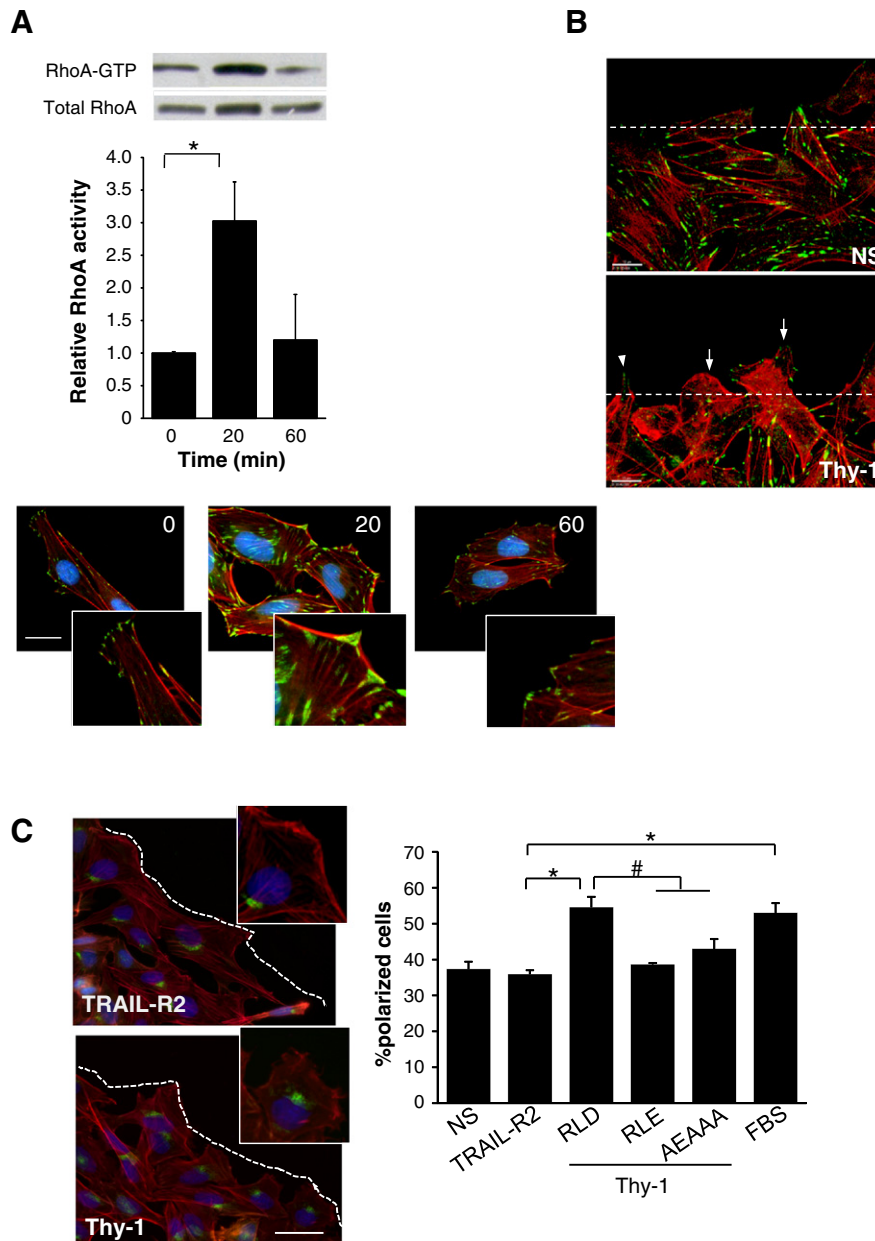 A
RhoA-GTP
Total RhoA
*
4.0
3.5
3.0
2.5
2.0
1.5
1.0
0.5
0
Relative RhoA activity
0 20 60
Time (min)
B
NS
Thy-1
0
20
60
C
TRAIL-R2
Thy-1
*
* #
70
60
50
40
30
20
10
0
%polarized cells
NS
TRAIL-R2
RLD
RLE
AEAAA
FBS
Thy-1